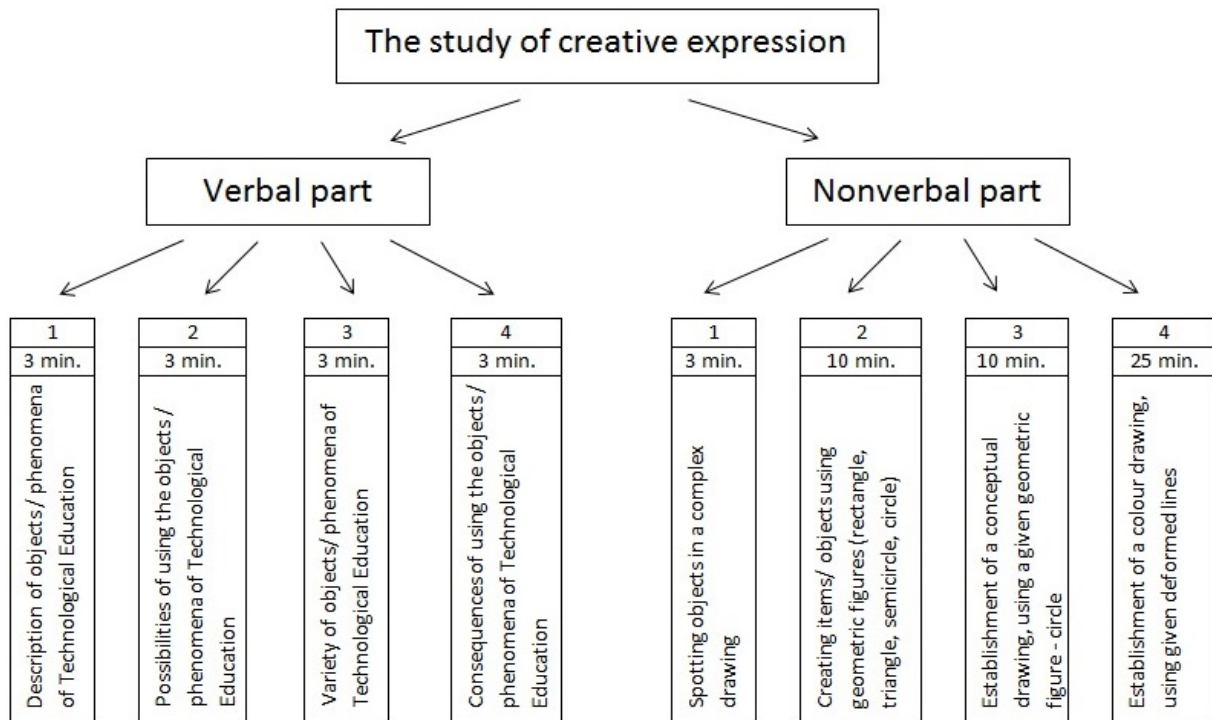 The study of creative expression
Verbal part
Nonverbal part
1
3 min.
Description of objects/ phenomena
of Technological Education
2
3 min.
Possibilities of using the objects/
phenomena of Technological
Education
3
3 min.
Variety of objects/ phenomena of
Technological Education
4
3 min.
Consequences of using the objects/
phenomena of Technological
Education
1
3 min.
Spotting objects in a complex
drawing
2
10 min.
Creating items/ objects using
geometric figures (rectangle,
triangle, semicircle, circle)
3
10 min.
Establishment of a conceptual
drawing, using a given geometric
figure - circle
4
25 min.
Establishment of a colour drawing,
using given deformed lines